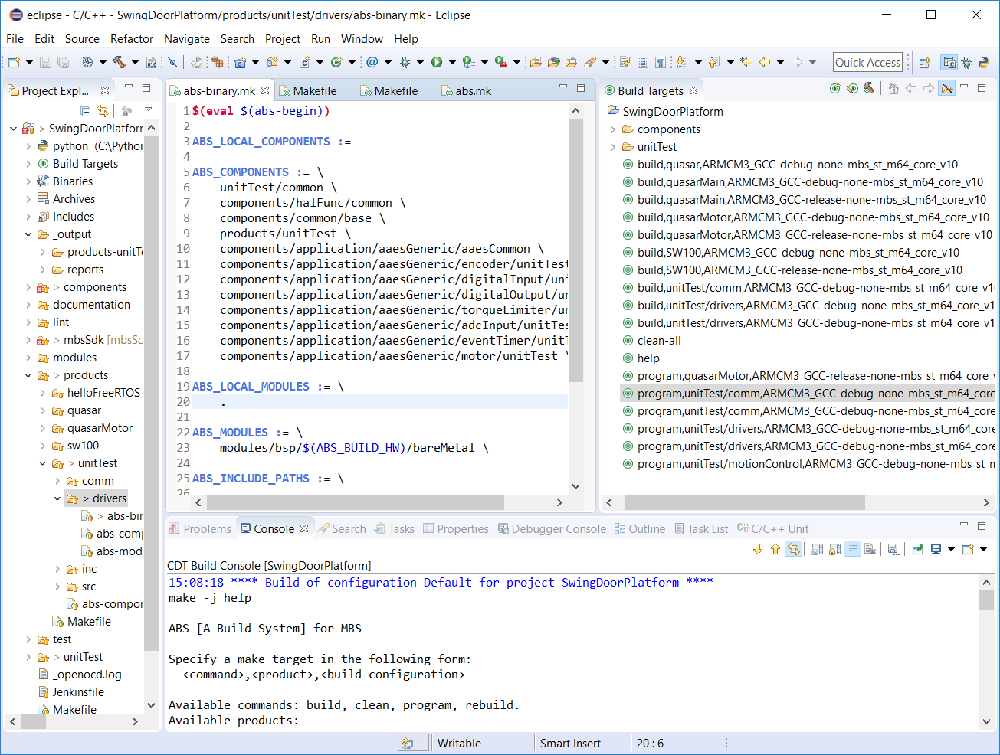 eclipse - C/C++ - SwingDoorPlatform/products/unitTest/drivers/abs-binary.mk - Eclipse
File Edit Source Refactor Navigate Search Project Run Window Help
Quick Access
Project Expl...
SwingDoorPlatform
python (C:\Python
Build Targets
Binaries
Archives
Includes
_output
products-unitTe
reports
> components
documentation
lint
> mbsSdk [mbsSd
modules
> products
helloFreeRTOS
quasar
quasarMotor
sw100
> unitTest
comm
> drivers
> abs-bir
abs-comp
abs-mod
inc
src
abs-compor
Makefile
test
> unitTest
_openocd.log
Jenkinsfile
Makefile
abs-binary.mk Makefile Makefile abs.mk
1 $(eval $(abs-begin))
2
3 ABS_LOCAL_COMPONENTS :=
4
5 ABS_COMPONENTS := \
6 unitTest/common \
7 components/halFunc/common \
8 components/common/base \
9 products/unitTest \
10 components/application/aaesGeneric/aaesCommon \
11 components/application/aaesGeneric/encoder/unitTest
12 components/application/aaesGeneric/digitalInput/uni
13 components/application/aaesGeneric/digitalOutput/un
14 components/application/aaesGeneric/torqueLimiter/un
15 components/application/aaesGeneric/adcInput/unitTes
16 components/application/aaesGeneric/eventTimer/unitT
17 components/application/aaesGeneric/motor/unitTest \
18
19 ABS_LOCAL_MODULES := \
20 .
21
22 ABS_MODULES := \
23 modules/bsp/$(ABS_BUILD_HW)/bareMetal \
24
25 ABS_INCLUDE_PATHS := \
26
Build Targets
SwingDoorPlatform
components
unitTest
build,quasar,ARMCM3_GCC-debug-none-mbs_st_m64_core_v10
build,quasarMain,ARMCM3_GCC-debug-none-mbs_st_m64_core_v10
build,quasarMain,ARMCM3_GCC-release-none-mbs_st_m64_core_v10
build,quasarMotor,ARMCM3_GCC-debug-none-mbs_st_m64_core_v10
build,quasarMotor,ARMCM3_GCC-release-none-mbs_st_m64_core_v10
build,SW100,ARMCM3_GCC-debug-none-mbs_st_m64_core_v10
build,SW100,ARMCM3_GCC-release-none-mbs_st_m64_core_v10
build,unitTest/comm,ARMCM3_GCC-debug-none-mbs_st_m64_core_v1
build,unitTest/drivers,ARMCM3_GCC-debug-none-mbs_st_m64_core_v1
build,unitTest/drivers,ARMCM3_GCC-debug-none-mbs_st_m64_core_v1
clean-all
help
program,quasarMotor,ARMCM3_GCC-release-none-mbs_st_m64_core_v
program,unitTest/comm,ARMCM3_GCC-debug-none-mbs_st_m64_core
program,unitTest/comm,ARMCM3_GCC-debug-none-mbs_st_m64_core
program,unitTest/drivers,ARMCM3_GCC-debug-none-mbs_st_m64_core
program,unitTest/drivers,ARMCM3_GCC-debug-none-mbs_st_m64_core
program,unitTest/motionControl,ARMCM3_GCC-debug-none-mbs_st_m
Problems Console Search Tasks Properties Debugger Console Outline Task List C/C++ Unit
CDT Build Console [SwingDoorPlatform]
15:08:18 **** Build of configuration Default for project SwingDoorPlatform ****
make -j help
ABS [A Build System] for MBS
Specify a make target in the following form:
<command>,<product>,<build-configuration>
Available commands: build, clean, program, rebuild.
Available products:
Writable Smart Insert 20 : 6